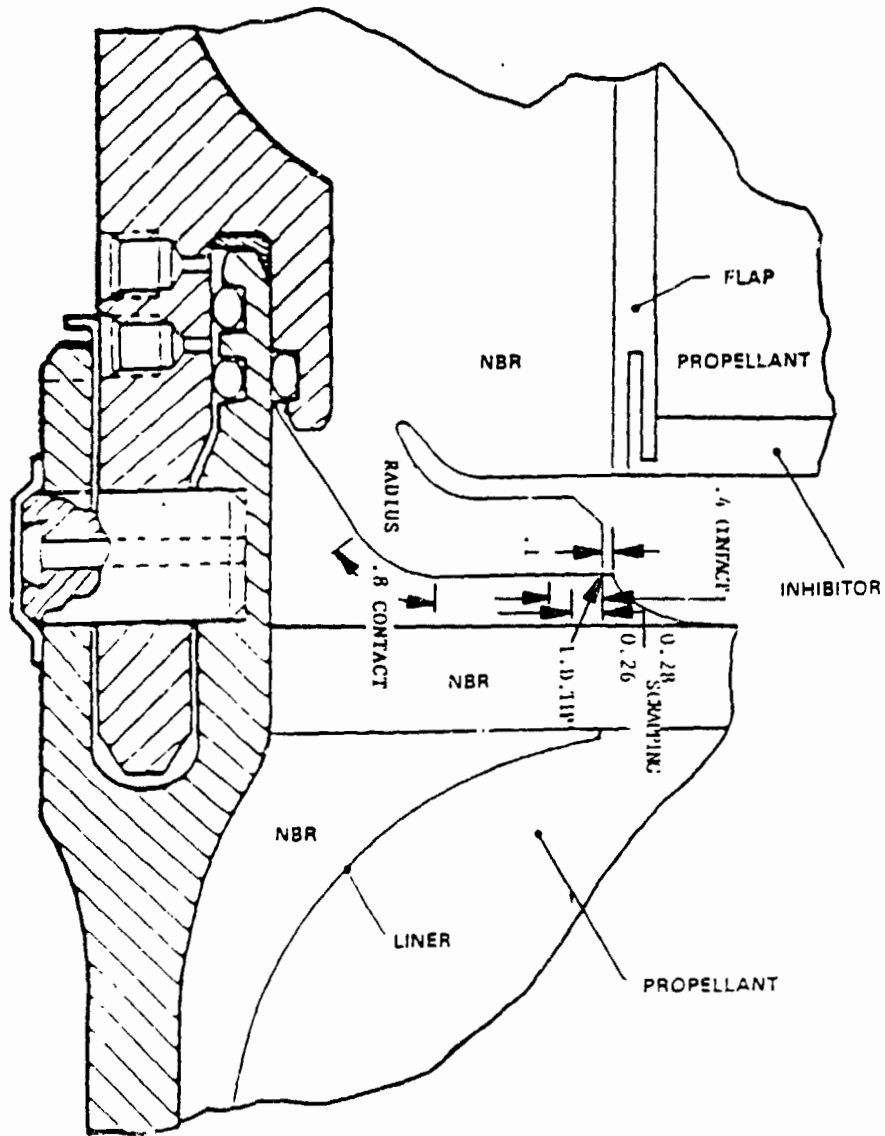 FLAP
NBR
PROPELLANT
RADIUS
.4 CONTACT
.1
INHIBITOR
.8 CONTACT
NBR
I.D. TIP
0.26
0.28
SCRAPPING
NBR
LINER
PROPELLANT